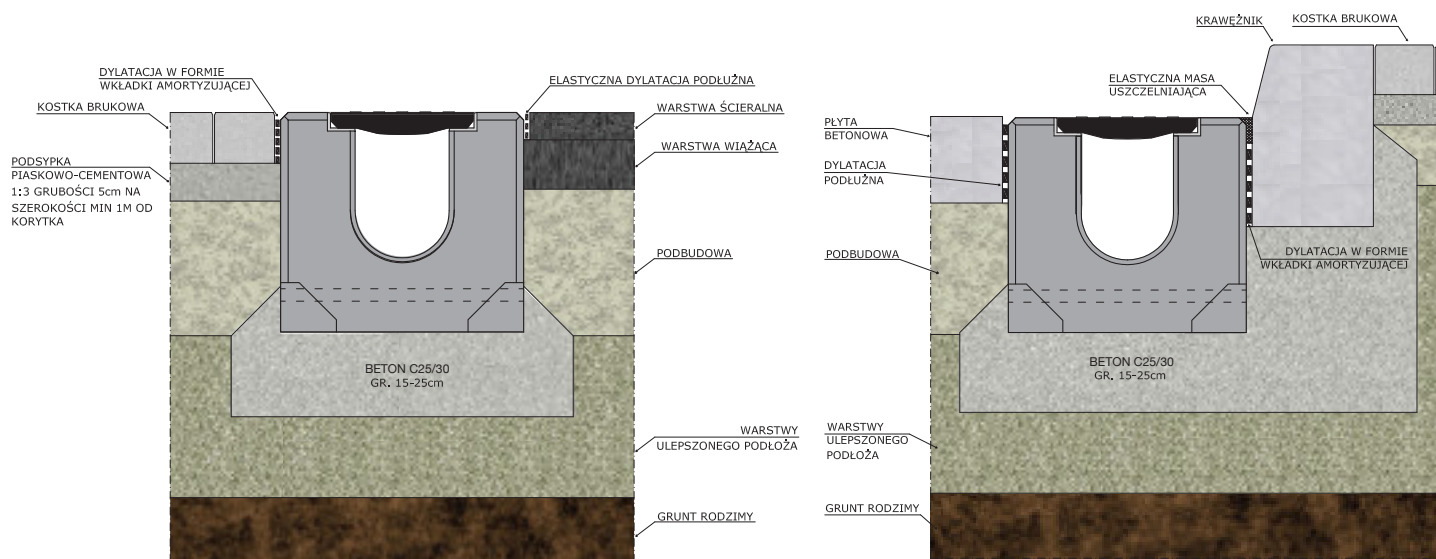 DYLATACJA W FORMIE
WKŁADKI AMORTYZUJĄCEJ
KOSTKA BRUKOWA
PODSYPKA
PIASKOWO-CEMENTOWA
1:3 GRUBOŚCI 5cm NA
SZEROKOŚCI MIN 1M OD
KORYTKA
ELASTYCZNA DYLATACJA PODŁUŻNA
WARSTWA ŚCIERALNA
WARSTWA WIĄŻĄCA
PODBUDOWA
BETON C25/30
GR. 15-25cm
WARSTWY
ULEPSZONEGO PODŁOŻA
GRUNT RODZIMY
KRAWĘŻNIK
KOSTKA BRUKOWA
ELASTYCZNA MASA
USZCZELNIAJĄCA
PŁYTA
BETONOWA
DYLATACJA
PODŁUŻNA
PODBUDOWA
DYLATACJA W FORMIE
WKŁADKI AMORTYZUJĄCEJ
BETON C25/30
GR. 15-25cm
WARSTWY
ULEPSZONEGO
PODŁOŻA
GRUNT RODZIMY